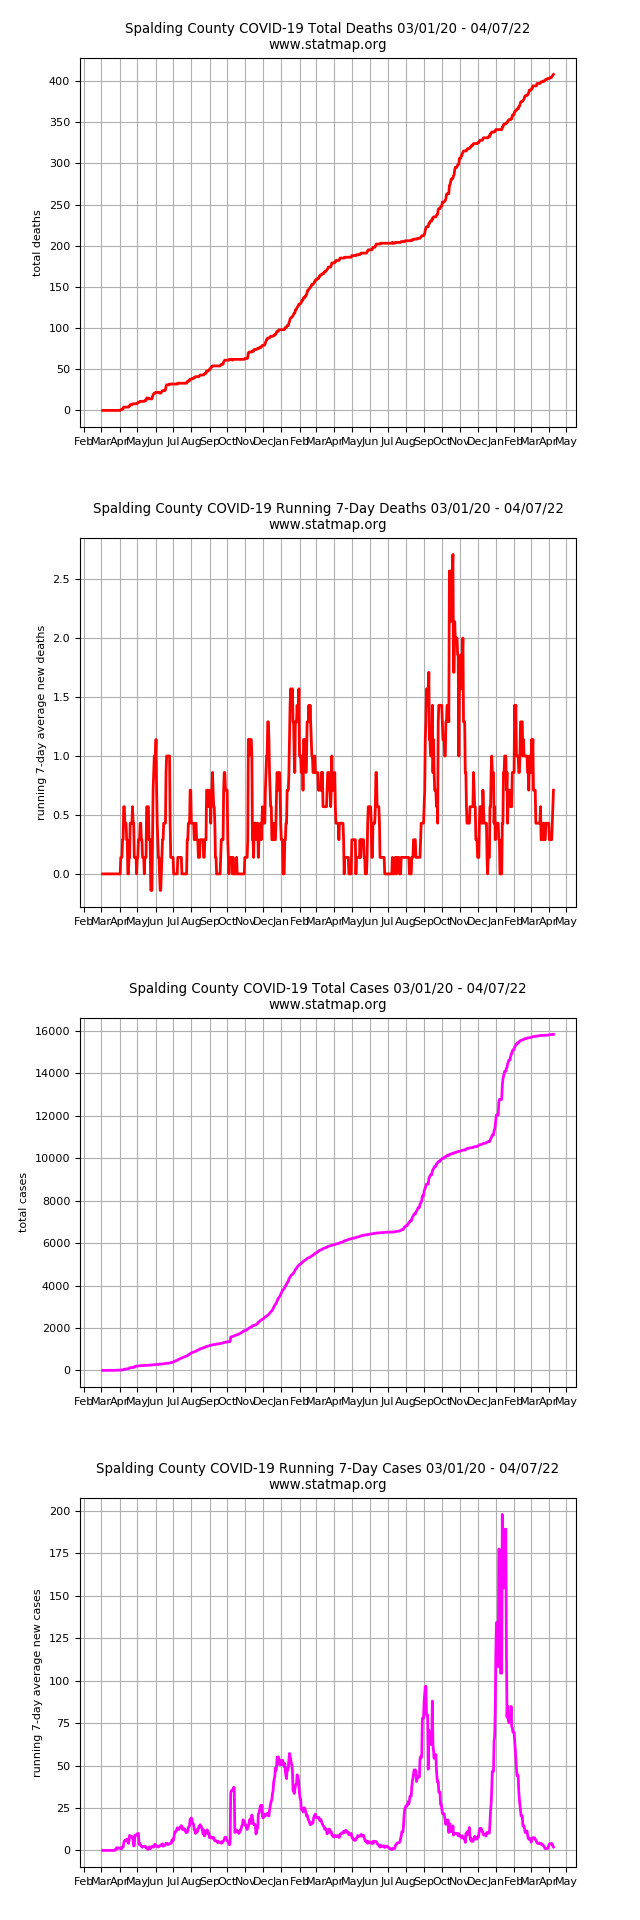 Spalding County COVID-19 Total Deaths 03/01/20 - 04/07/22
www.statmap.org
400
350
300
250
200
150
100
50
0
total deaths
Feb Mar Apr May Jun Jul Aug Sep Oct Nov Dec Jan Feb Mar Apr May Jun Jul Aug Sep Oct Nov Dec Jan Feb Mar Apr May
Spalding County COVID-19 Running 7-Day Deaths 03/01/20 - 04/07/22
www.statmap.org
2.5
2.0
1.5
1.0
0.5
0.0
running 7-day average new deaths
Feb Mar Apr May Jun Jul Aug Sep Oct Nov Dec Jan Feb Mar Apr May Jun Jul Aug Sep Oct Nov Dec Jan Feb Mar Apr May
Spalding County COVID-19 Total Cases 03/01/20 - 04/07/22
www.statmap.org
16000
14000
12000
10000
8000
6000
4000
2000
0
total cases
Feb Mar Apr May Jun Jul Aug Sep Oct Nov Dec Jan Feb Mar Apr May Jun Jul Aug Sep Oct Nov Dec Jan Feb Mar Apr May
Spalding County COVID-19 Running 7-Day Cases 03/01/20 - 04/07/22
www.statmap.org
200
175
150
125
100
75
50
25
0
running 7-day average new cases
Feb Mar Apr May Jun Jul Aug Sep Oct Nov Dec Jan Feb Mar Apr May Jun Jul Aug Sep Oct Nov Dec Jan Feb Mar Apr May